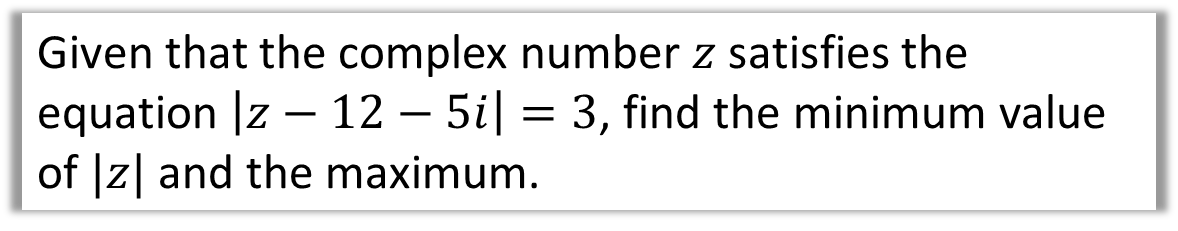 Given that the complex number 𝑧 satisfies the
equation |𝑧 − 12 − 5𝑖| = 3, find the minimum value
of |𝑧| and the maximum.